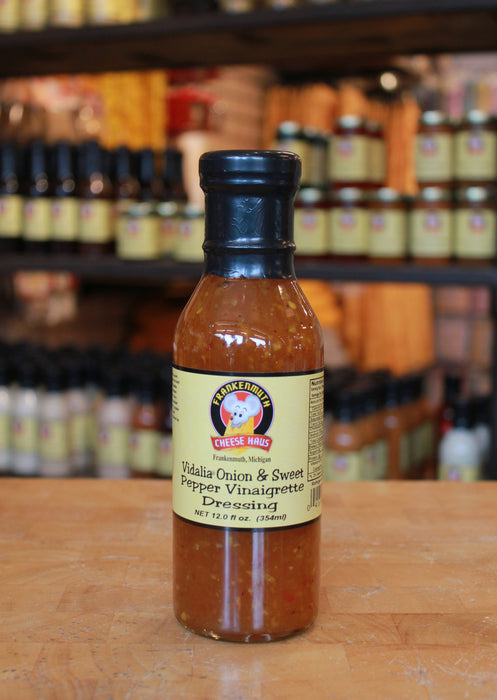 FRANKENMUTH
CHEESE HAUS
Frankenmuth, Michigan
Vidalia Onion & Sweet
Pepper Vinaigrette
Dressing
NET 12.0 fl oz. (354ml)